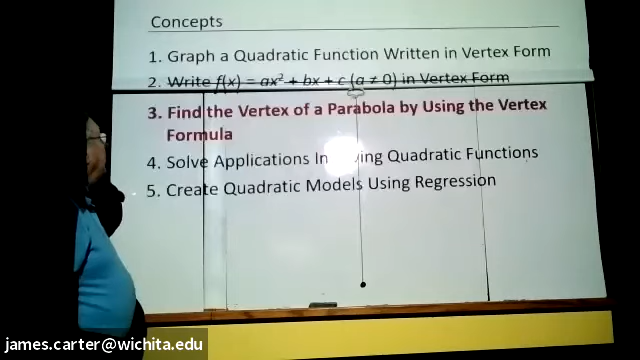 Concepts
1. Graph a Quadratic Function Written in Vertex Form
2. Write f(x) = ax² + bx + c (a ≠ 0) in Vertex Form
3. Find the Vertex of a Parabola by Using the Vertex
Formula
4. Solve Applications In ing Quadratic Functions
5. Create Quadratic Models Using Regression
james.carter@wichita.edu